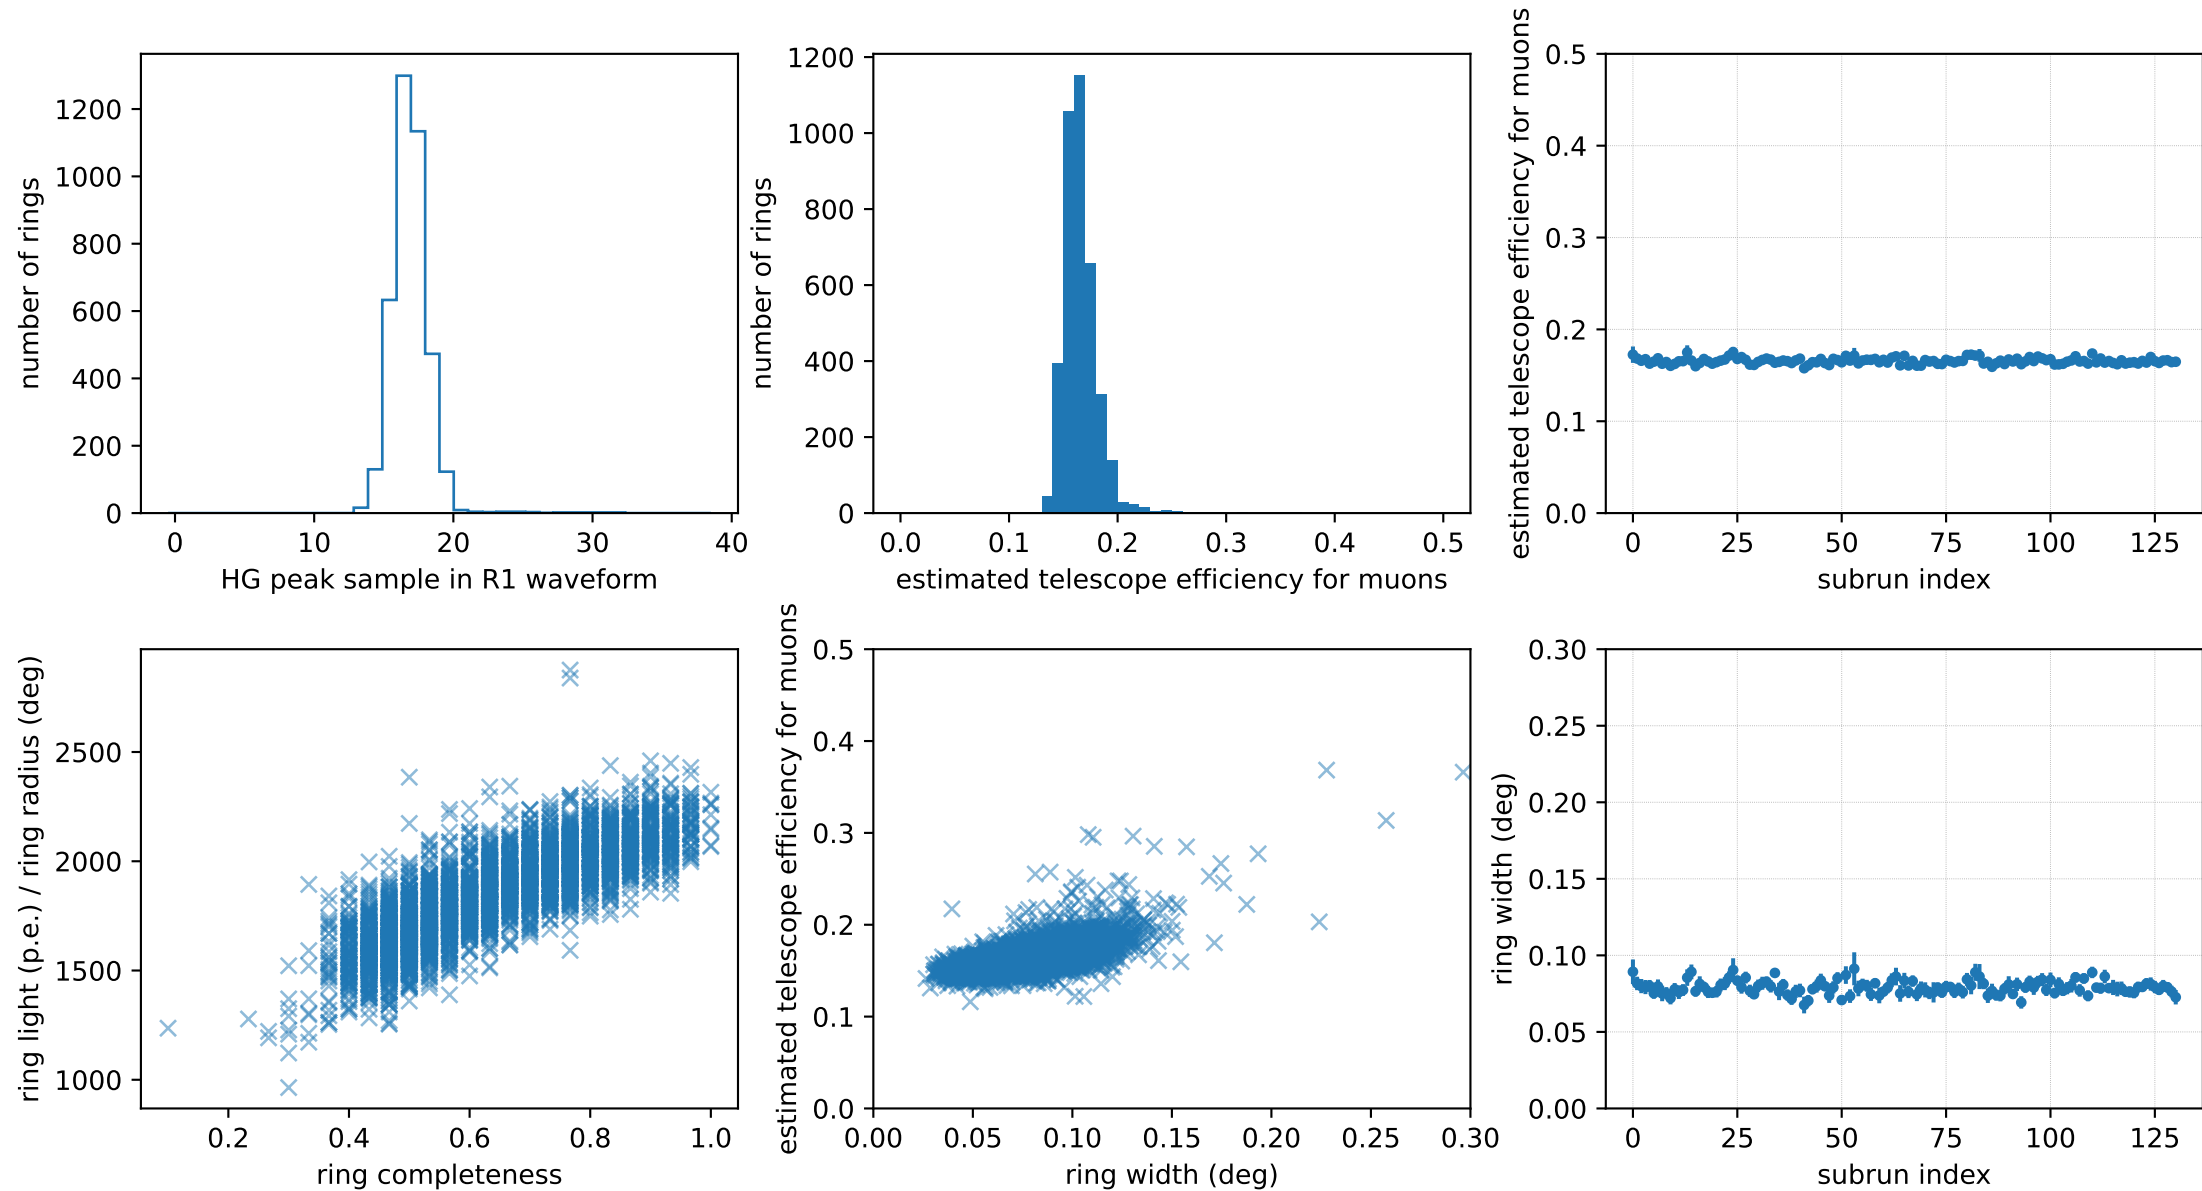 number of rings
1200
1000
800
600
400
200
0
0 10 20 30 40
HG peak sample in R1 waveform
number of rings
1200
1000
800
600
400
200
0
0.0 0.1 0.2 0.3 0.4 0.5
estimated telescope efficiency for muons
estimated telescope efficiency for muons
0.5
0.4
0.3
0.2
0.1
0.0
0 25 50 75 100 125
subrun index
ring light (p.e.) / ring radius (deg)
2500
2000
1500
1000
0.2 0.4 0.6 0.8 1.0
ring completeness
estimated telescope efficiency for muons
0.5
0.4
0.3
0.2
0.1
0.0
0.00 0.05 0.10 0.15 0.20 0.25 0.30
ring width (deg)
ring width (deg)
0.30
0.25
0.20
0.15
0.10
0.05
0.00
0 25 50 75 100 125
subrun index